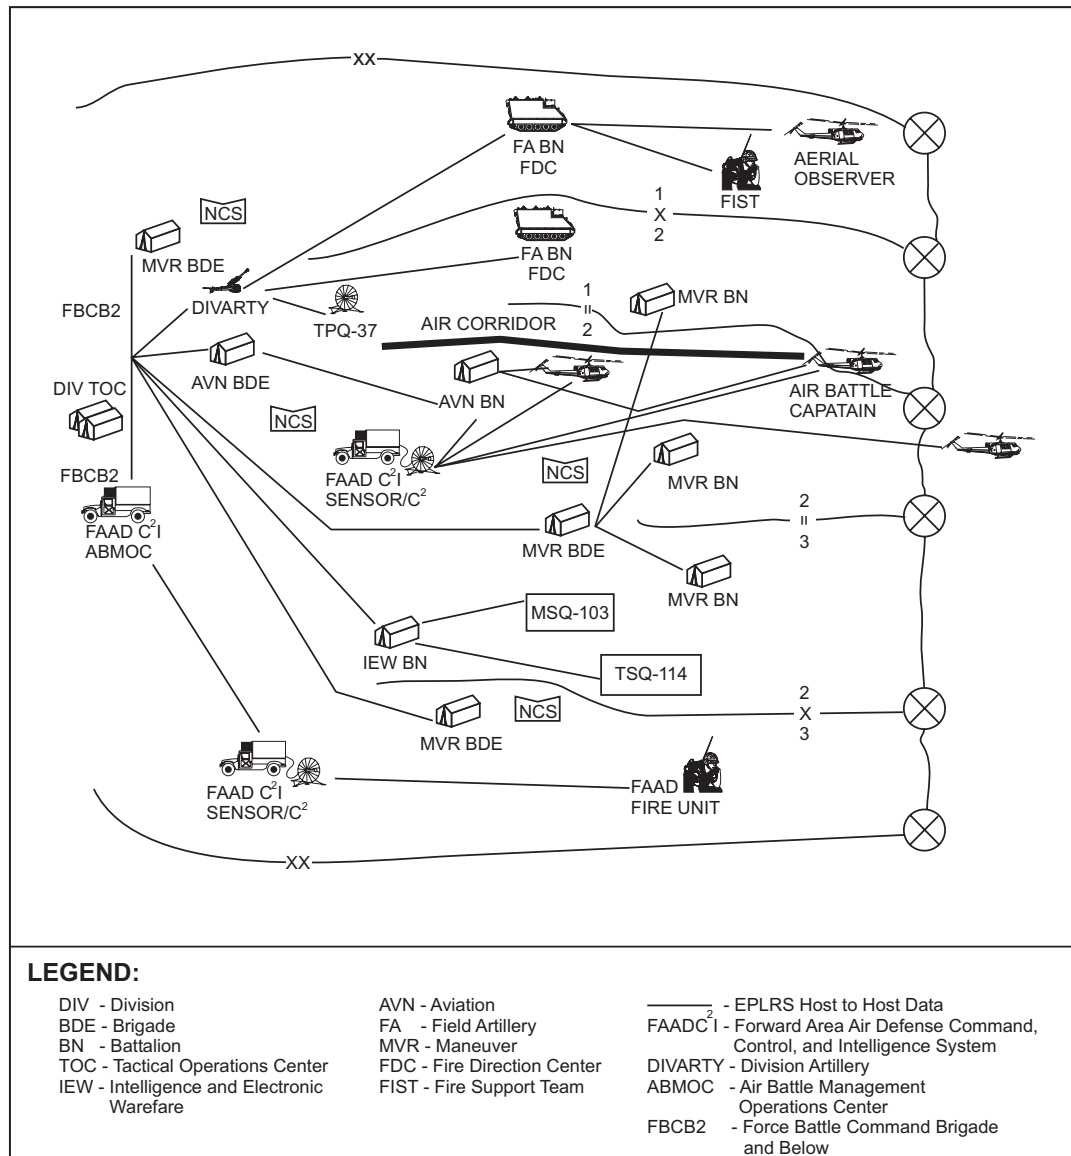 XX
FA BN
FDC
AERIAL
OBSERVER
FIST
NCS
1
X
2
MVR BDE
FA BN
FDC
FBCB2
DIVARTY
TPQ-37
1
=
2
MVR BN
AIR CORRIDOR
AVN BDE
DIV TOC
AVN BN
AIR BATTLE
CAPATAIN
NCS
FAAD C2I
SENSOR/C2
NCS
MVR BN
FBCB2
FAAD C2I
ABMOC
MVR BDE
2
=
3
MVR BN
MSQ-103
IEW BN
TSQ-114
NCS
2
X
3
MVR BDE
FAAD C2I
SENSOR/C2
FAAD
FIRE UNIT
XX
LEGEND:
DIV - Division
BDE - Brigade
BN - Battalion
TOC - Tactical Operations Center
IEW - Intelligence and Electronic
Warefare
AVN - Aviation
FA - Field Artillery
MVR - Maneuver
FDC - Fire Direction Center
FIST - Fire Support Team
- EPLRS Host to Host Data
FAADC2I - Forward Area Air Defense Command,
Control, and Intelligence System
DIVARTY - Division Artillery
ABMOC - Air Battle Management
Operations Center
FBCB2 - Force Battle Command Brigade
and Below